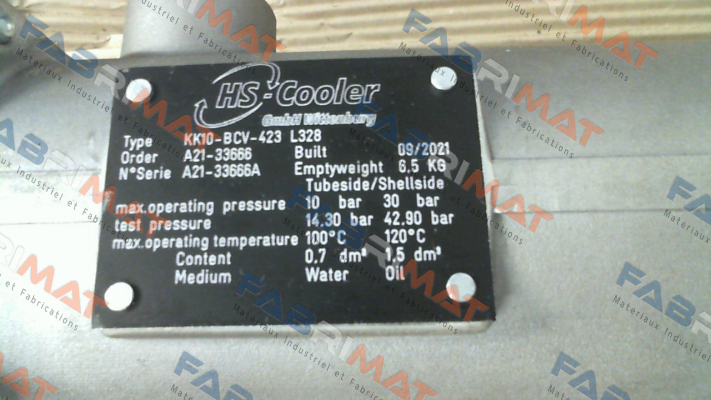 HS-Cooler
GmbH Wittenburg
Type KK10-BCV-423 L328
Order A21-33666 Built 09/2021
N°Serie A21-33666A Emptyweight 6,5 KG
Tubeside/Shellside
max.operating pressure 10 bar 30 bar
test pressure 14.30 bar 42.90 bar
max.operating temperature 100°C 120°C
Content 0,7 dm³ 1,5 dm³
Medium Water Oil
FABRIMAT
Materiaux Industriel et Fabrications